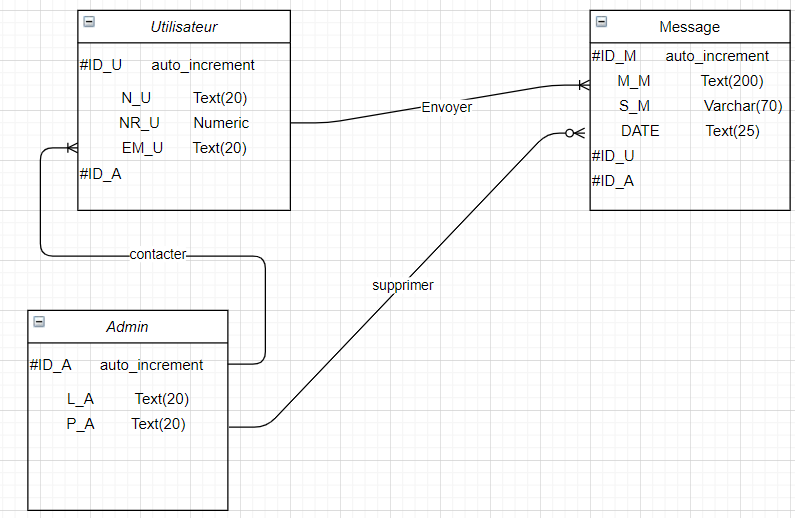 Utilisateur
#ID_U auto_increment
N_U Text(20)
NR_U Numeric
EM_U Text(20)
#ID_A
Message
#ID_M auto_increment
M_M Text(200)
S_M Varchar(70)
DATE Text(25)
#ID_U
#ID_A
Envoyer
contacter
supprimer
Admin
#ID_A auto_increment
L_A Text(20)
P_A Text(20)